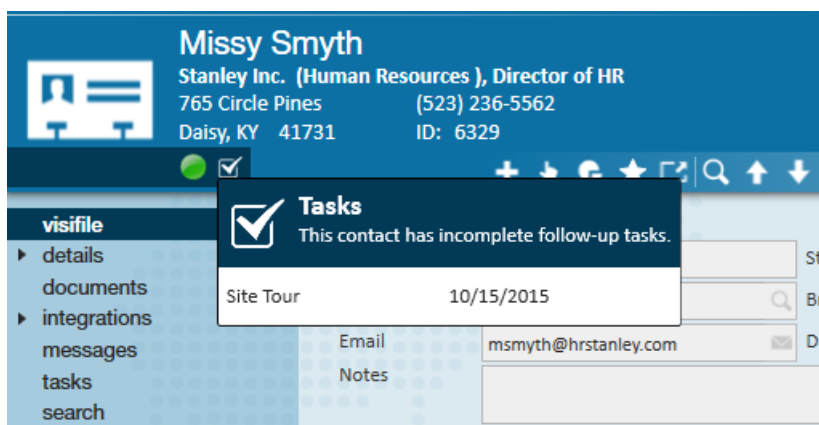 Missy Smyth
Stanley Inc. (Human Resources ), Director of HR
765 Circle Pines (523) 236-5562
Daisy, KY 41731 ID: 6329
Tasks
This contact has incomplete follow-up tasks.
Site Tour 10/15/2015
visifile
details
documents
integrations
messages
tasks
search
Email msmyth@hrstanley.com
Notes